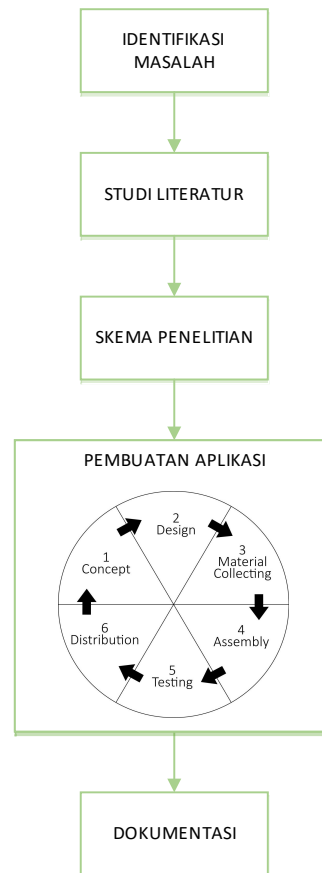 IDENTIFIKASI
MASALAH
STUDI LITERATUR
SKEMA PENELITIAN
PEMBUATAN APLIKASI
1
Concept
2
Design
3
Material
Collecting
4
Assembly
5
Testing
6
Distribution
DOKUMENTASI